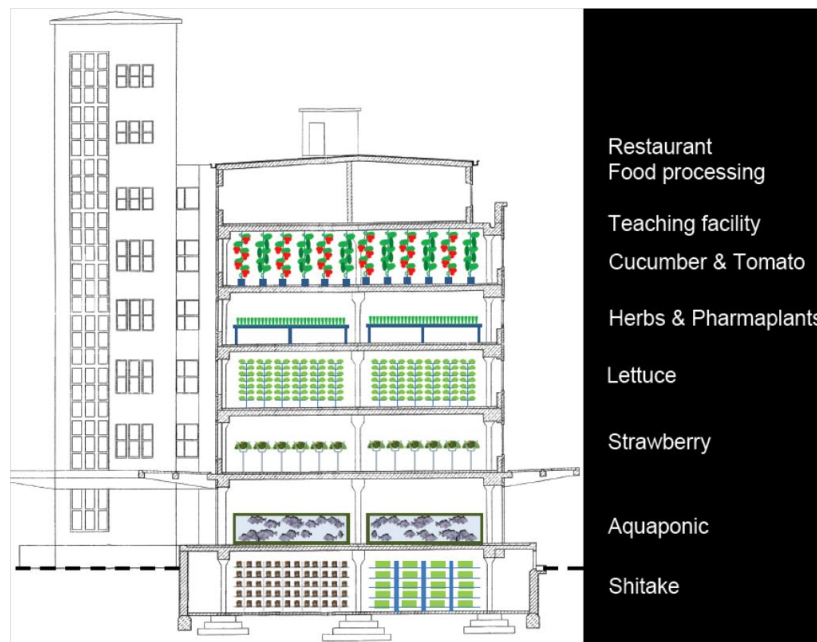 Restaurant
Food processing
Teaching facility
Cucumber & Tomato
Herbs & Pharmaplants
Lettuce
Strawberry
Aquaponic
Shitake